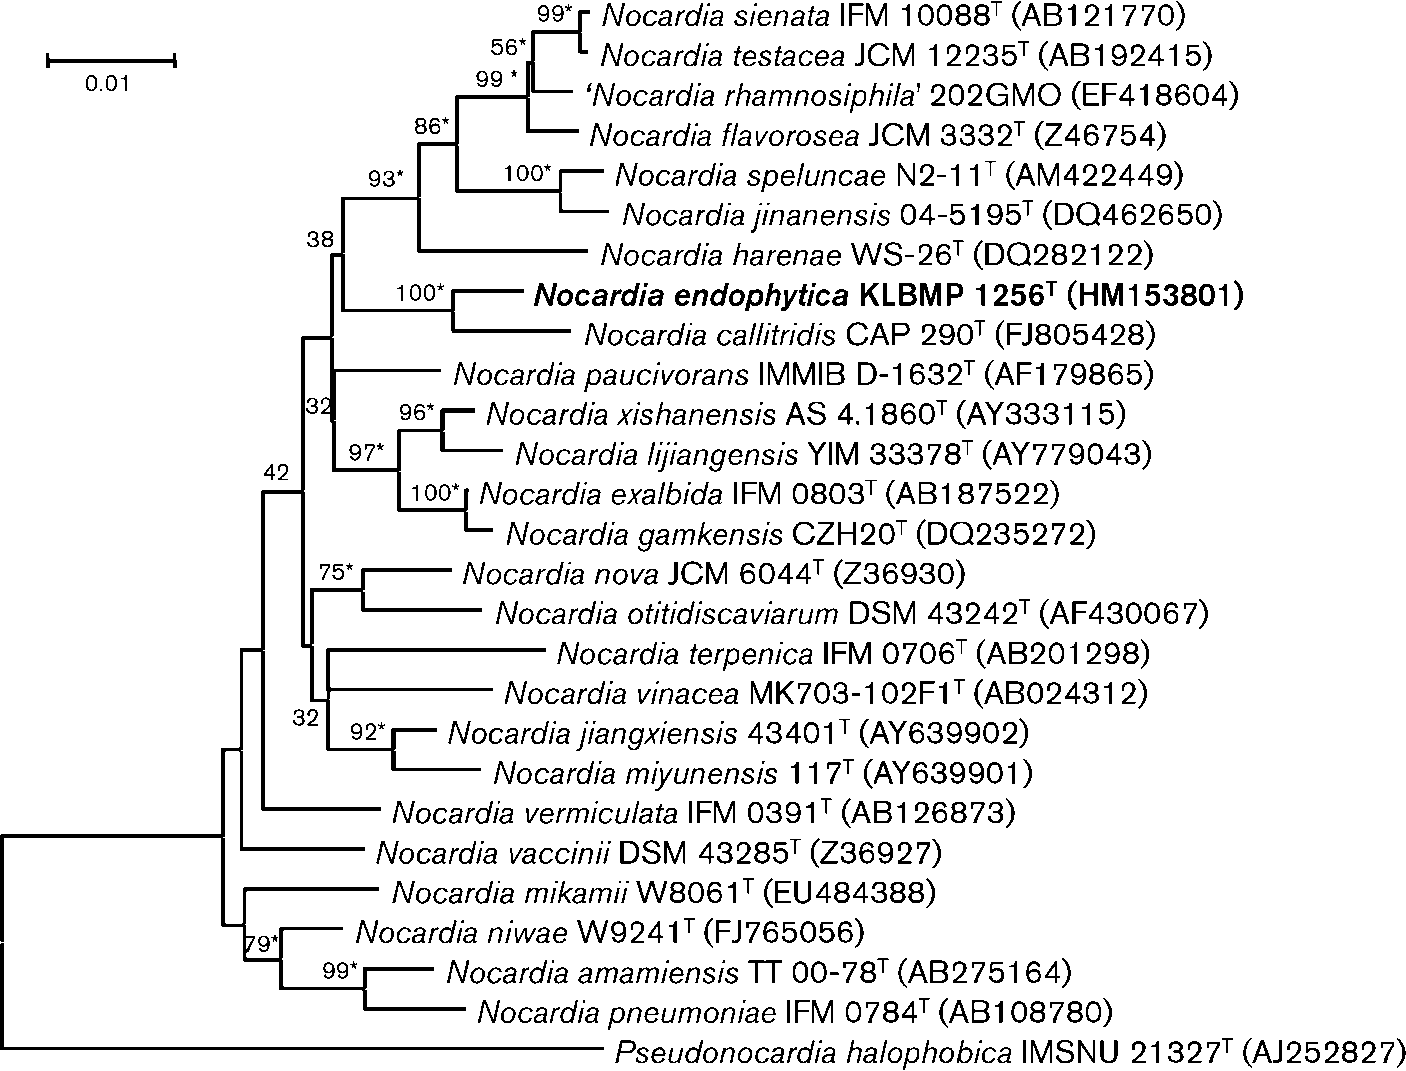 99* Nocardia sienata IFM 10088T (AB121770)
56* Nocardia testacea JCM 12235T (AB192415)
0.01
99 * 'Nocardia rhamnosiphila' 202GMO (EF418604)
86* Nocardia flavorosea JCM 3332T (Z46754)
93* 100* Nocardia speluncae N2-11T (AM422449)
Nocardia jinanensis 04-5195T (DQ462650)
38 Nocardia harenae WS-26T (DQ282122)
100* Nocardia endophytica KLBMP 1256T (HM153801)
Nocardia callitridis CAP 290T (FJ805428)
Nocardia paucivorans IMMIB D-1632T (AF179865)
32 96* Nocardia xishanensis AS 4.1860T (AY333115)
97* Nocardia lijiangensis YIM 33378T (AY779043)
42 100* Nocardia exalbida IFM 0803T (AB187522)
Nocardia gamkensis CZH20T (DQ235272)
75* Nocardia nova JCM 6044T (Z36930)
Nocardia otitidiscaviarum DSM 43242T (AF430067)
Nocardia terpenica IFM 0706T (AB201298)
Nocardia vinacea MK703-102F1T (AB024312)
32 92* Nocardia jiangxiensis 43401T (AY639902)
Nocardia miyunensis 117T (AY639901)
Nocardia vermiculata IFM 0391T (AB126873)
Nocardia vaccinii DSM 43285T (Z36927)
Nocardia mikamii W8061T (EU484388)
79* Nocardia niwae W9241T (FJ765056)
99* Nocardia amamiensis TT 00-78T (AB275164)
Nocardia pneumoniae IFM 0784T (AB108780)
Pseudonocardia halophobica IMSNU 21327T (AJ252827)